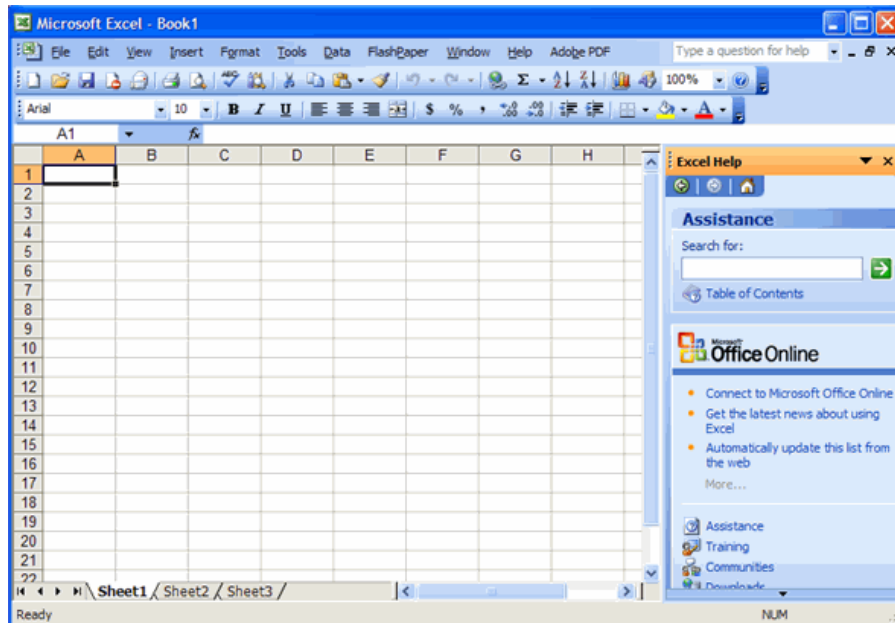 Microsoft Excel - Book1
File Edit View Insert Format Tools Data FlashPaper Window Help Adobe PDF Type a question for help
Σ 100%
Arial 10 B I U $ % ,
A1 fx
A B C D E F G H
1
2
3
4
5
6
7
8
9
10
11
12
13
14
15
16
17
18
19
20
21
22
Excel Help
Assistance
Search for:
Table of Contents
Microsoft
Office Online
Connect to Microsoft Office Online
Get the latest news about using
Excel
Automatically update this list from
the web
More...
Assistance
Training
Communities
Downloads
Sheet1 Sheet2 Sheet3
Ready NUM